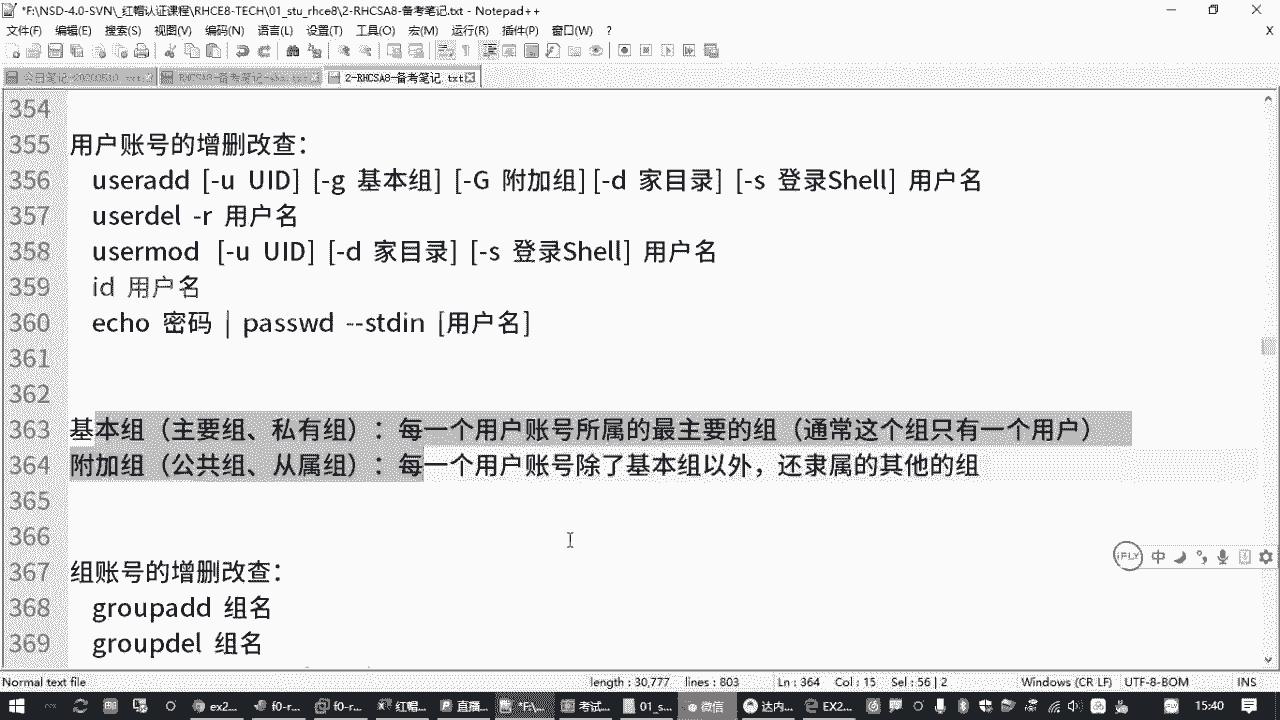 *F:\NSD-4.0-SVN\_红帽认证课程\RHCE8-TECH\01_stu_rhce8\2-RHCSA8-备考笔记.txt - Notepad++
文件(F) 编辑(E) 搜索(S) 视图(V) 编码(N) 语言(L) 设置(T) 工具(O) 宏(M) 运行(R) 插件(P) 窗口(W) ? X
2-RHCSA8-备考笔记.txt
354
355 用户账号的增删改查：
356 useradd [-u UID] [-g 基本组] [-G 附加组][-d 家目录] [-s 登录Shell] 用户名
357 userdel -r 用户名
358 usermod [-u UID] [-d 家目录] [-s 登录Shell] 用户名
359 id 用户名
360 echo 密码 | passwd --stdin [用户名]
361
362
363 基本组（主要组、私有组）：每一个用户账号所属的最主要的组（通常这个组只有一个用户）
364 附加组（公共组、从属组）：每一个用户账号除了基本组以外，还隶属的其他的组
365
366
367 组账号的增删改查：
368 groupadd 组名
369 groupdel 组名
iFLY 中
Normal text file length : 30,777 lines : 803 Ln : 364 Col : 15 Sel : 56 | 2 Windows (CR LF) UTF-8-BOM INS
ex2... f0-r... f0-r... 红帽... "F:\... 直播... 考试... 01_s... 微信 达内... EX2... 15:40